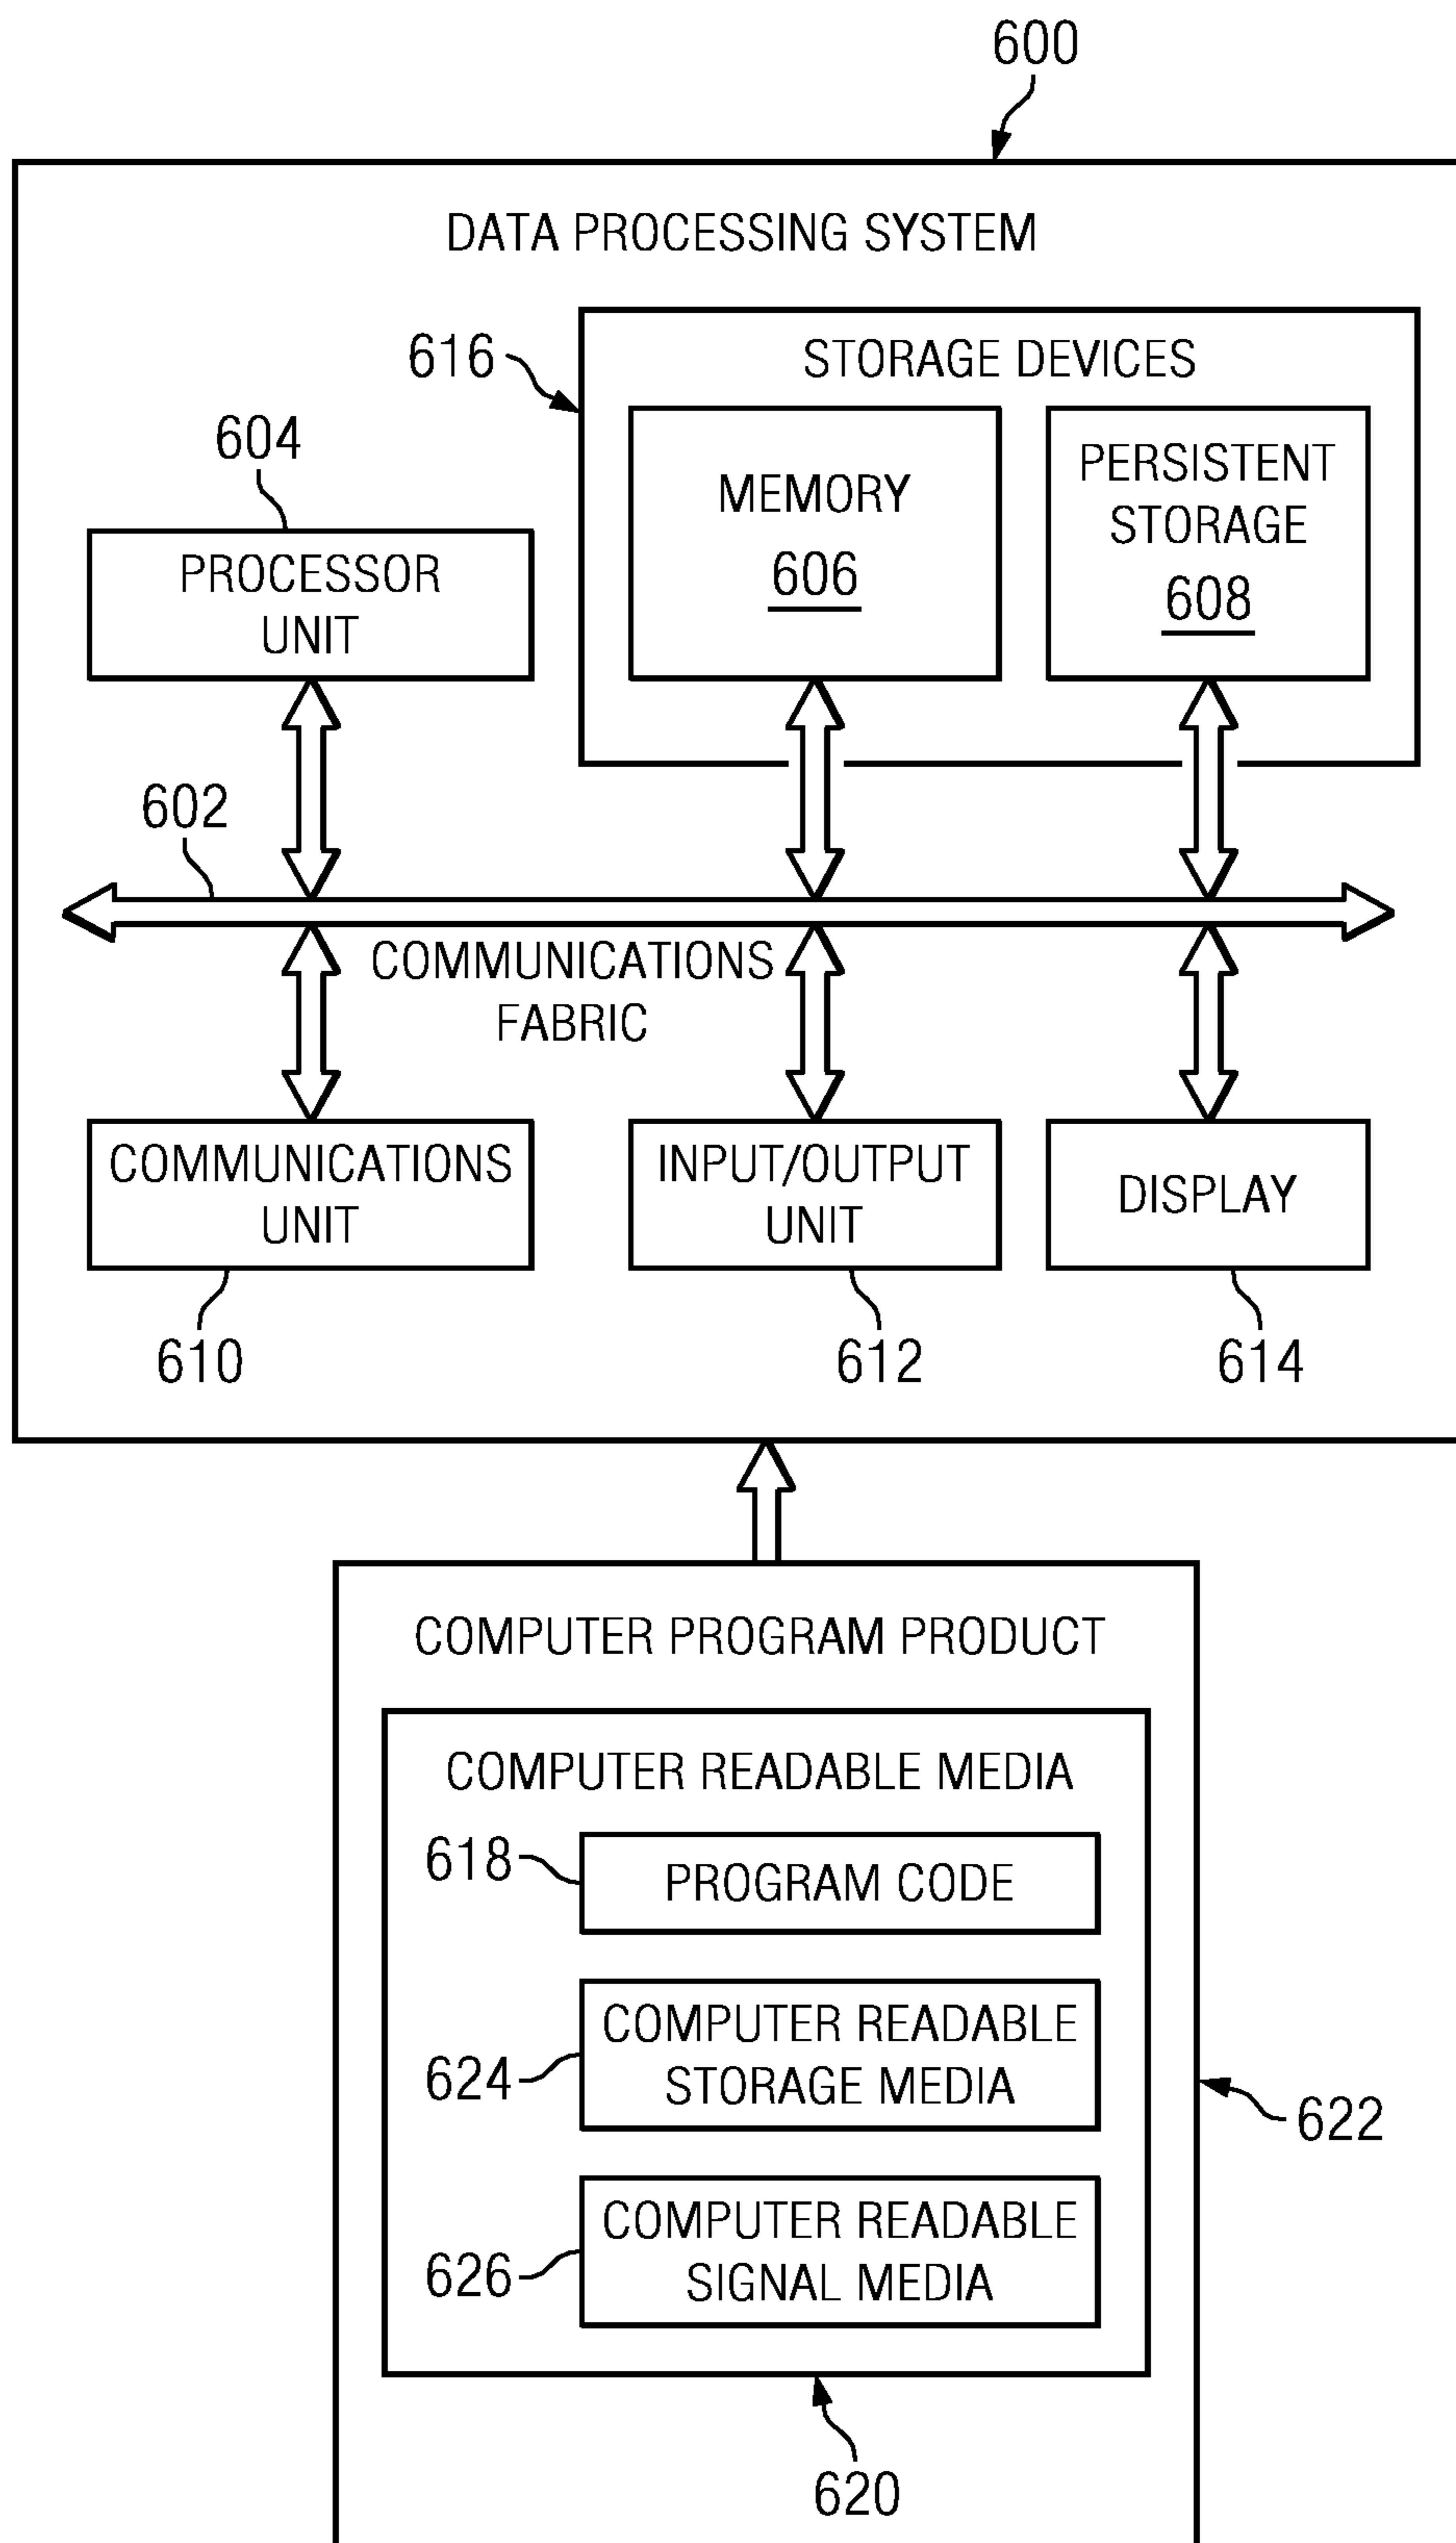 600
DATA PROCESSING SYSTEM
616
STORAGE DEVICES
604
MEMORY
606
PERSISTENT
STORAGE
608
PROCESSOR
UNIT
602
COMMUNICATIONS
FABRIC
COMMUNICATIONS
UNIT
INPUT/OUTPUT
UNIT
DISPLAY
610
612
614
COMPUTER PROGRAM PRODUCT
COMPUTER READABLE MEDIA
618
PROGRAM CODE
624
COMPUTER READABLE
STORAGE MEDIA
622
626
COMPUTER READABLE
SIGNAL MEDIA
620